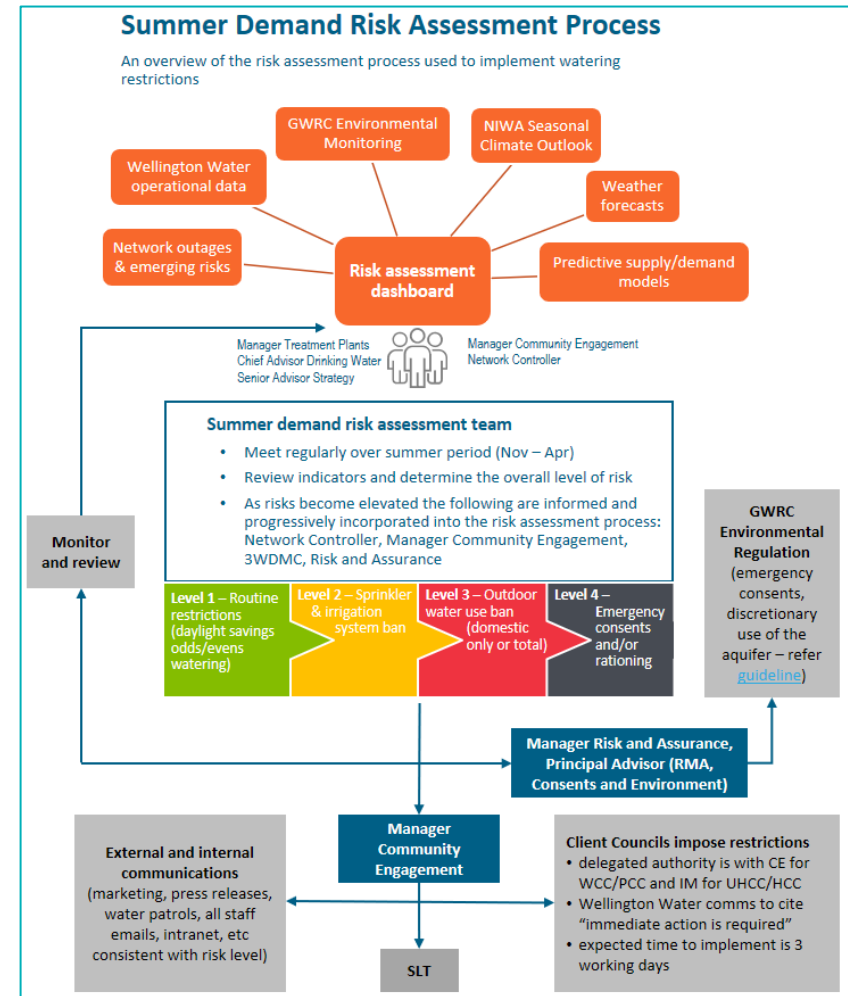 Summer Demand Risk Assessment Process
An overview of the risk assessment process used to implement watering
restrictions
GWRC Environmental
Monitoring
NIWA Seasonal
Climate Outlook
Wellington Water
operational data
Weather
forecasts
Network outages
& emerging risks
Risk assessment
dashboard
Predictive supply/demand
models
Manager Treatment Plants
Chief Advisor Drinking Water
Senior Advisor Strategy
Manager Community Engagement
Network Controller
Summer demand risk assessment team
• Meet regularly over summer period (Nov – Apr)
• Review indicators and determine the overall level of risk
• As risks become elevated the following are informed and
progressively incorporated into the risk assessment process:
Network Controller, Manager Community Engagement,
3WDMC, Risk and Assurance
Monitor
and review
GWRC
Environmental
Regulation
(emergency
consents,
discretionary
use of the
aquifer – refer
guideline)
Level 1 – Routine
restrictions
(daylight savings
odds/evens
watering)
Level 2 – Sprinkler
& irrigation
system ban
Level 3 – Outdoor
water use ban
(domestic
only or total)
Level 4 –
Emergency
consents
and/or
rationing
Manager Risk and Assurance,
Principal Advisor (RMA,
Consents and Environment)
Manager
Community
Engagement
External and internal
communications
(marketing, press releases,
water patrols, all staff
emails, intranet, etc
consistent with risk level)
Client Councils impose restrictions
• delegated authority is with CE for
WCC/PCC and IM for UHCC/HCC
• Wellington Water comms to cite
“immediate action is required”
• expected time to implement is 3
working days
SLT